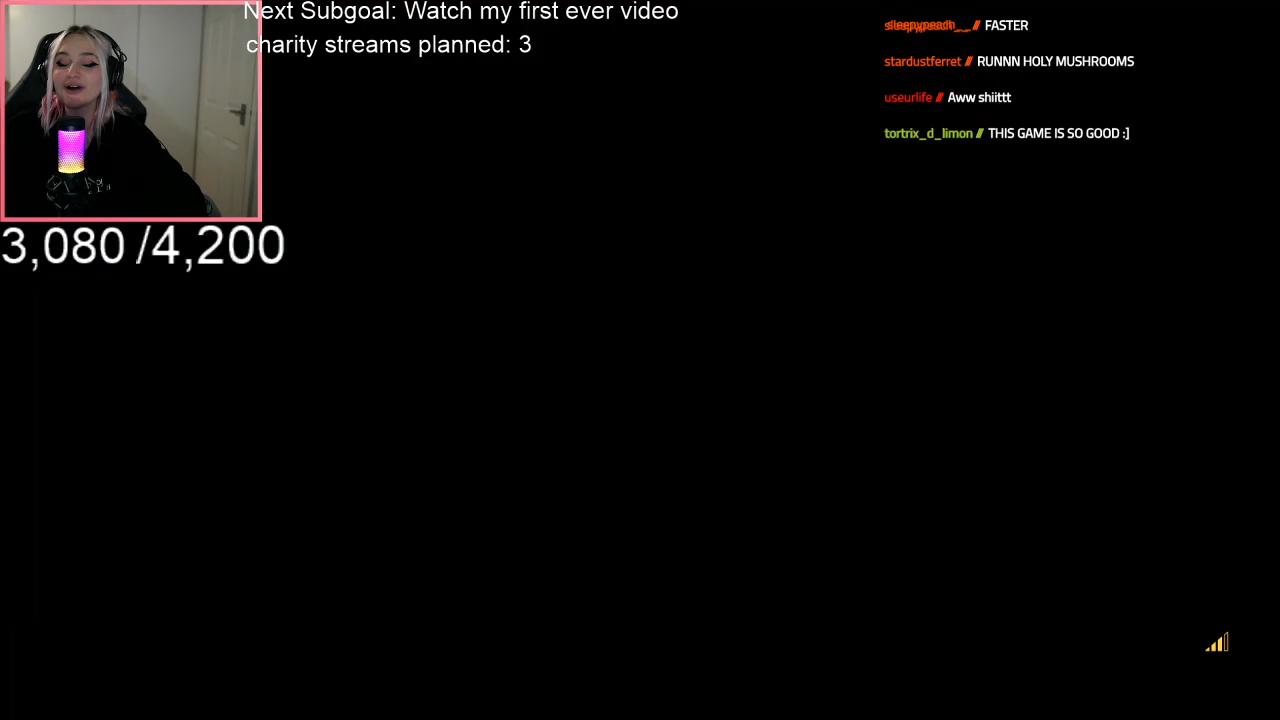 Next Subgoal: Watch my first ever video
charity streams planned: 3
3,080 /4,200
sleepypeach__ // FASTER
stardustferret // RUNNN HOLY MUSHROOMS
useurlife // Aww shiittt
tortrix_d_limon // THIS GAME IS SO GOOD :]